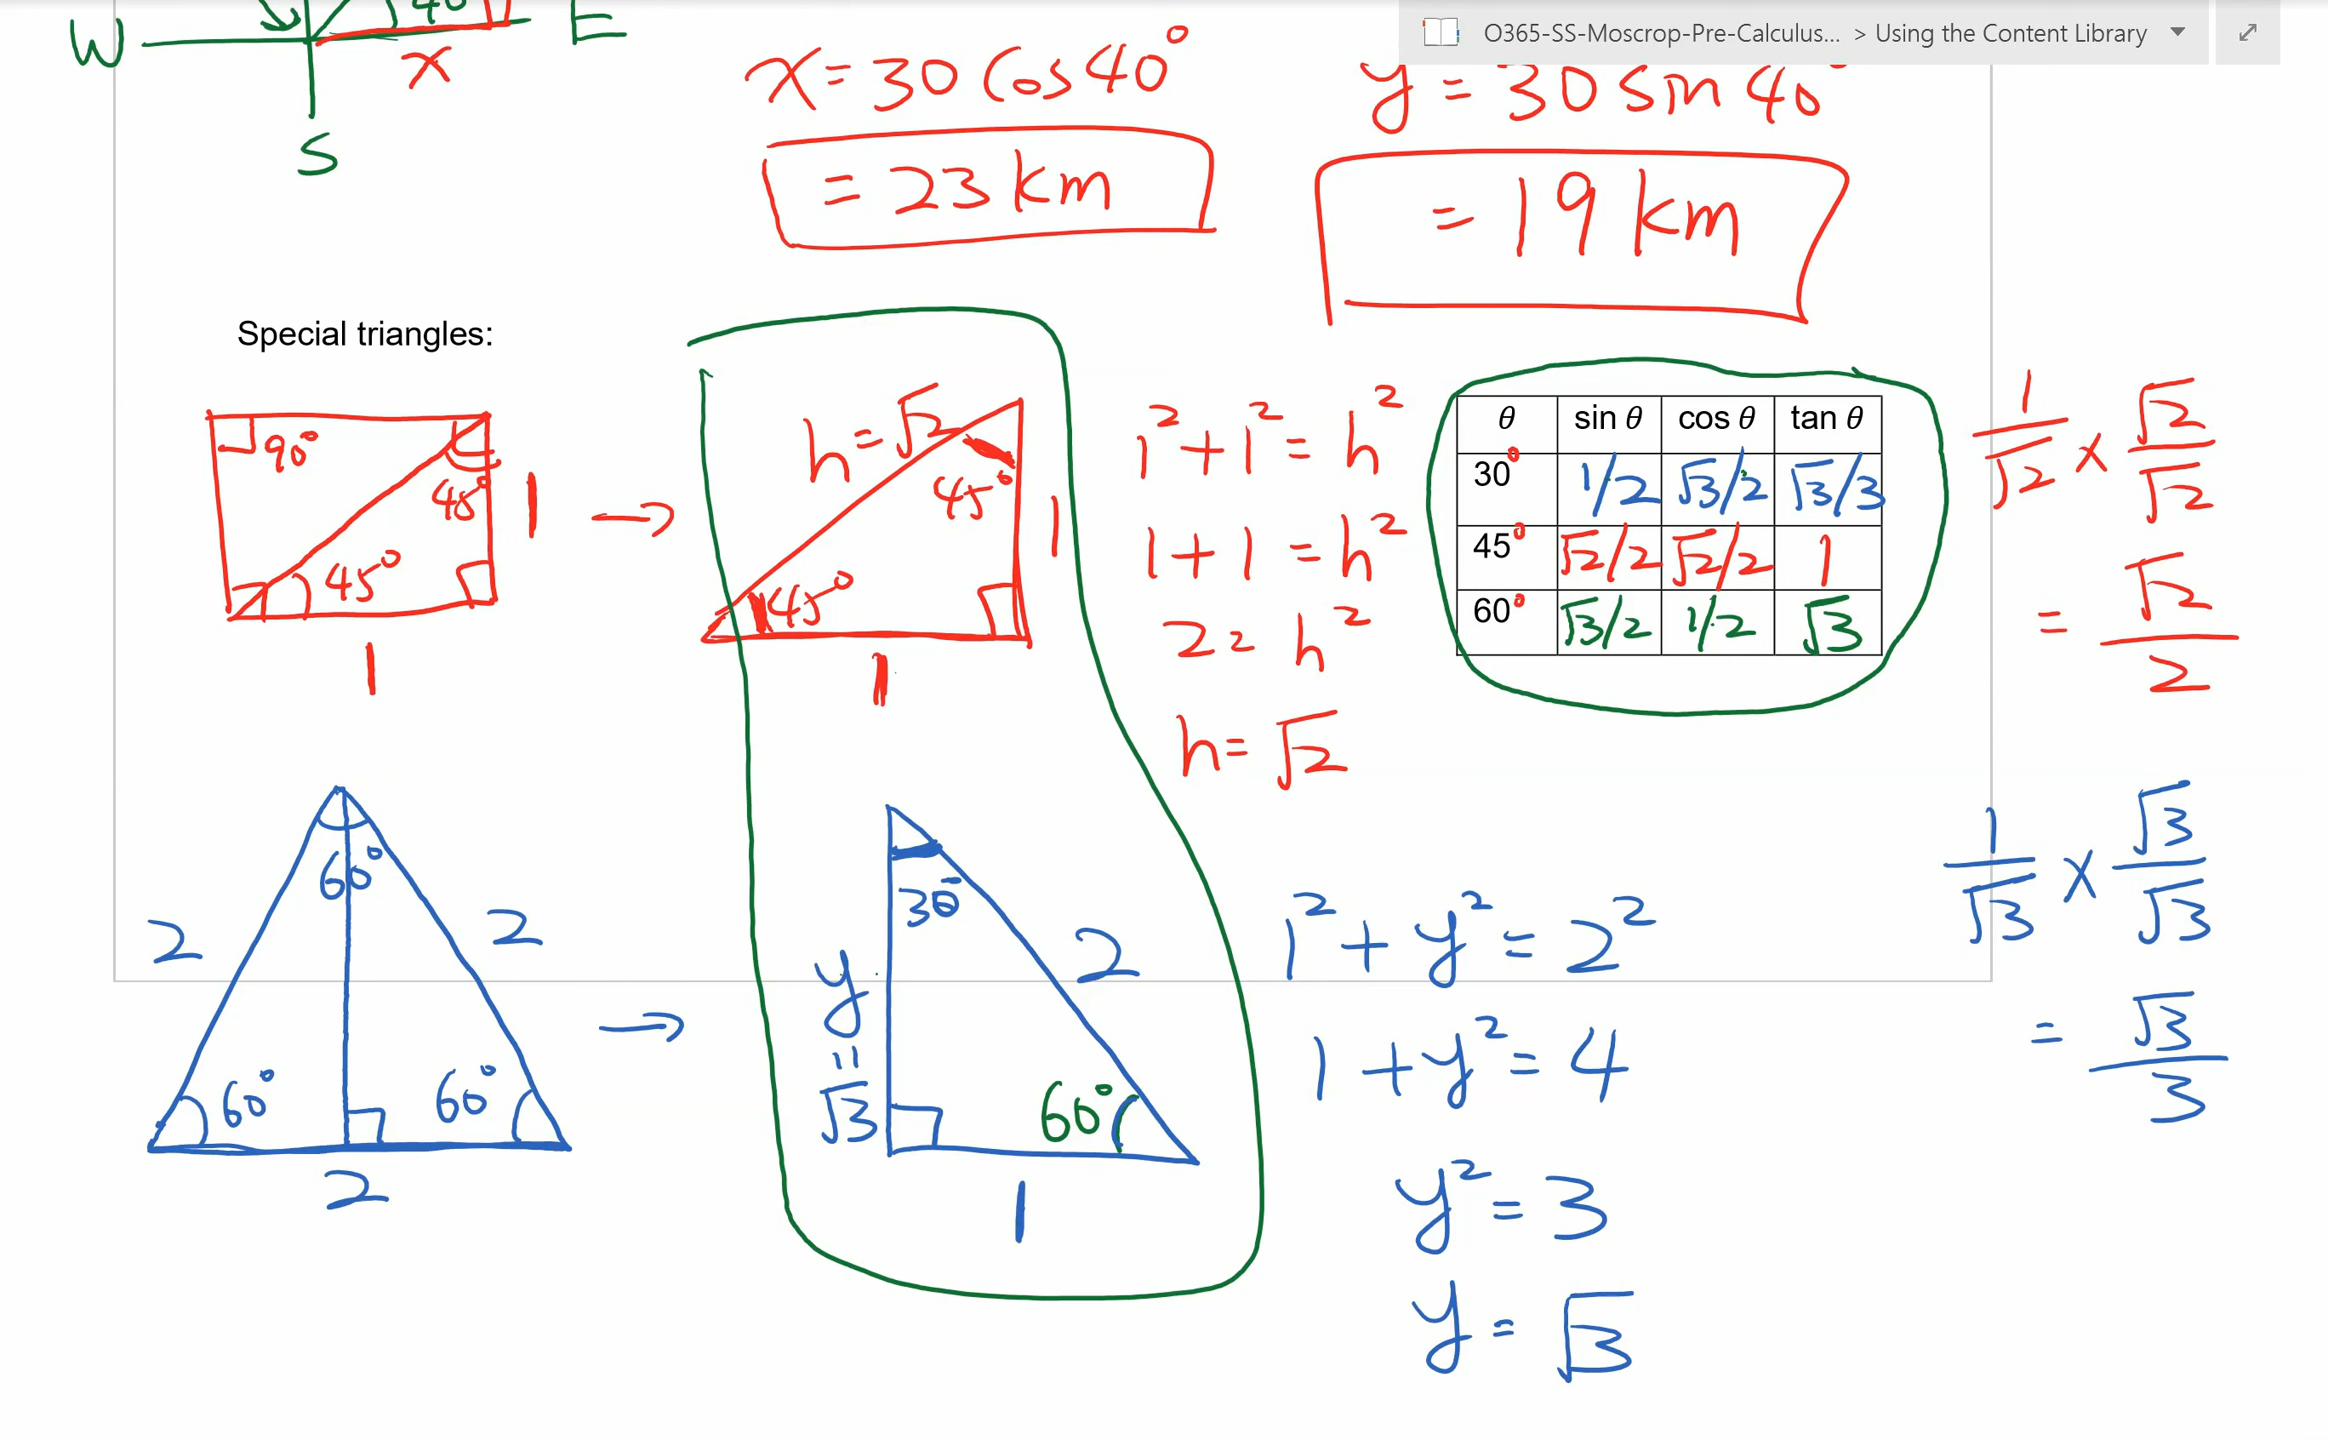 O365-SS-Moscrop-Pre-Calculus... > Using the Content Library
W
E
40
x
S
x = 30 Cos 40°
= 23 km
y = 30 sin 40°
= 19 km
Special triangles:
90°
45°
45°
1
1
→
h = √2
45°
45°
1
1
1² + 1² = h²
1 + 1 = h²
2 = h²
h = √2
θ sin θ cos θ tan θ
30° 1/2 √3/2 √3/3
45° √2/2 √2/2 1
60° √3/2 1/2 √3
1/√2 × √2/√2
= √2/2
60°
2
2
60°
60°
2
→
30°
2
y
=
√3
60°
1
1² + y² = 2²
1 + y² = 4
y² = 3
y = √3
1/√3 × √3/√3
= √3/3